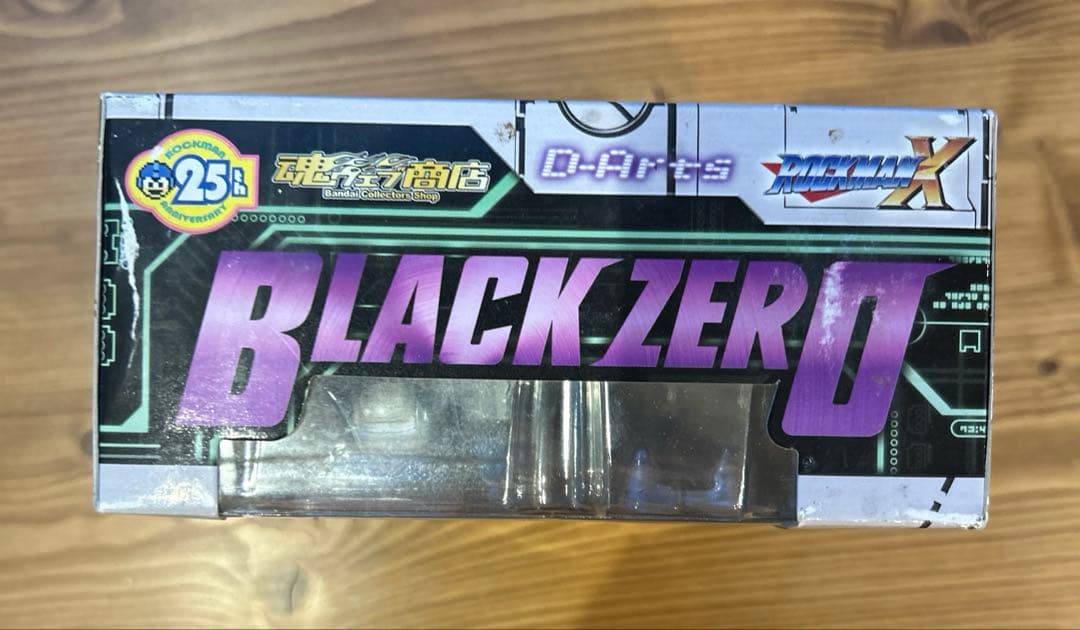 ROCKMAN
25th
ANNIVERSARY
魂ウェブ商店
Bandai Collectors Shop
D-Arts
ROCKMAN X
BLACK ZERO